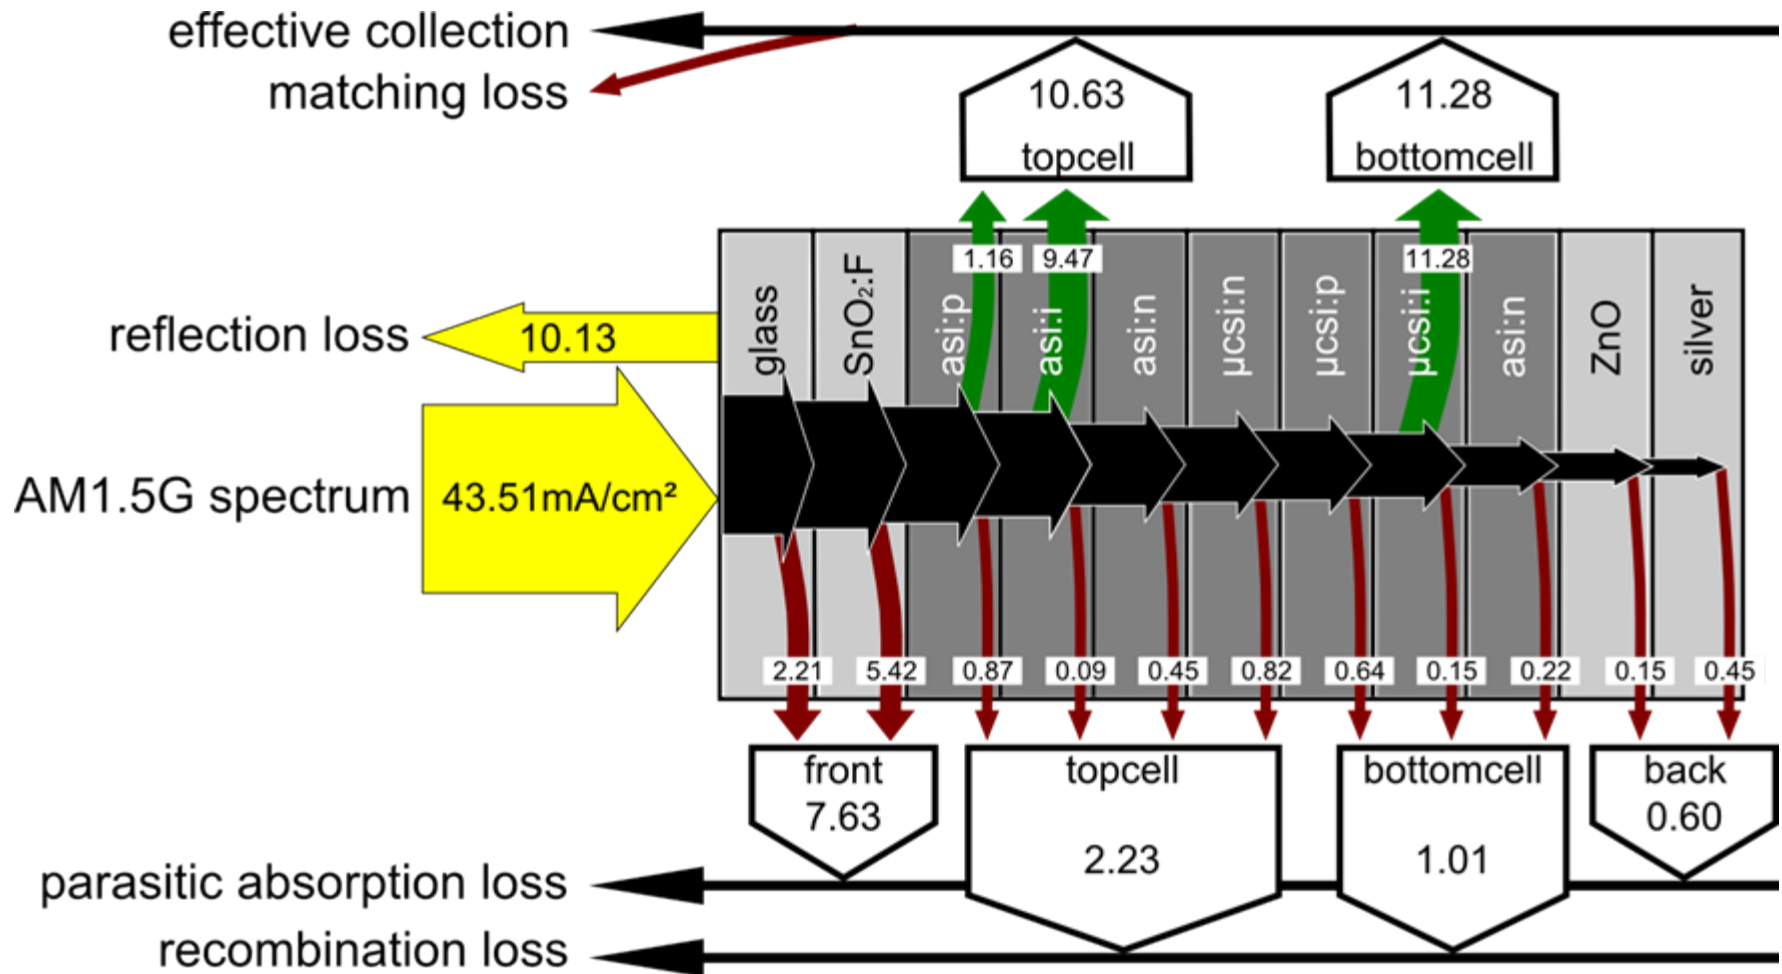 effective collection
matching loss
10.63
topcell
11.28
bottomcell
1.16
9.47
11.28
glass
SnO₂:F
asi:p
asi:i
asi:n
µcsi:n
µcsi:p
µcsi:i
asi:n
ZnO
silver
reflection loss
10.13
AM1.5G spectrum
43.51mA/cm²
2.21
5.42
0.87
0.09
0.45
0.82
0.64
0.15
0.22
0.15
0.45
front
7.63
topcell
2.23
bottomcell
1.01
back
0.60
parasitic absorption loss
recombination loss